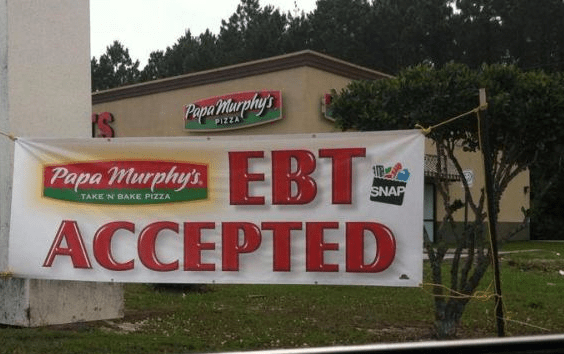 'S
Papa Murphy's
PIZZA
Papa Murphy's
TAKE 'N' BAKE PIZZA
EBT
SNAP
ACCEPTED